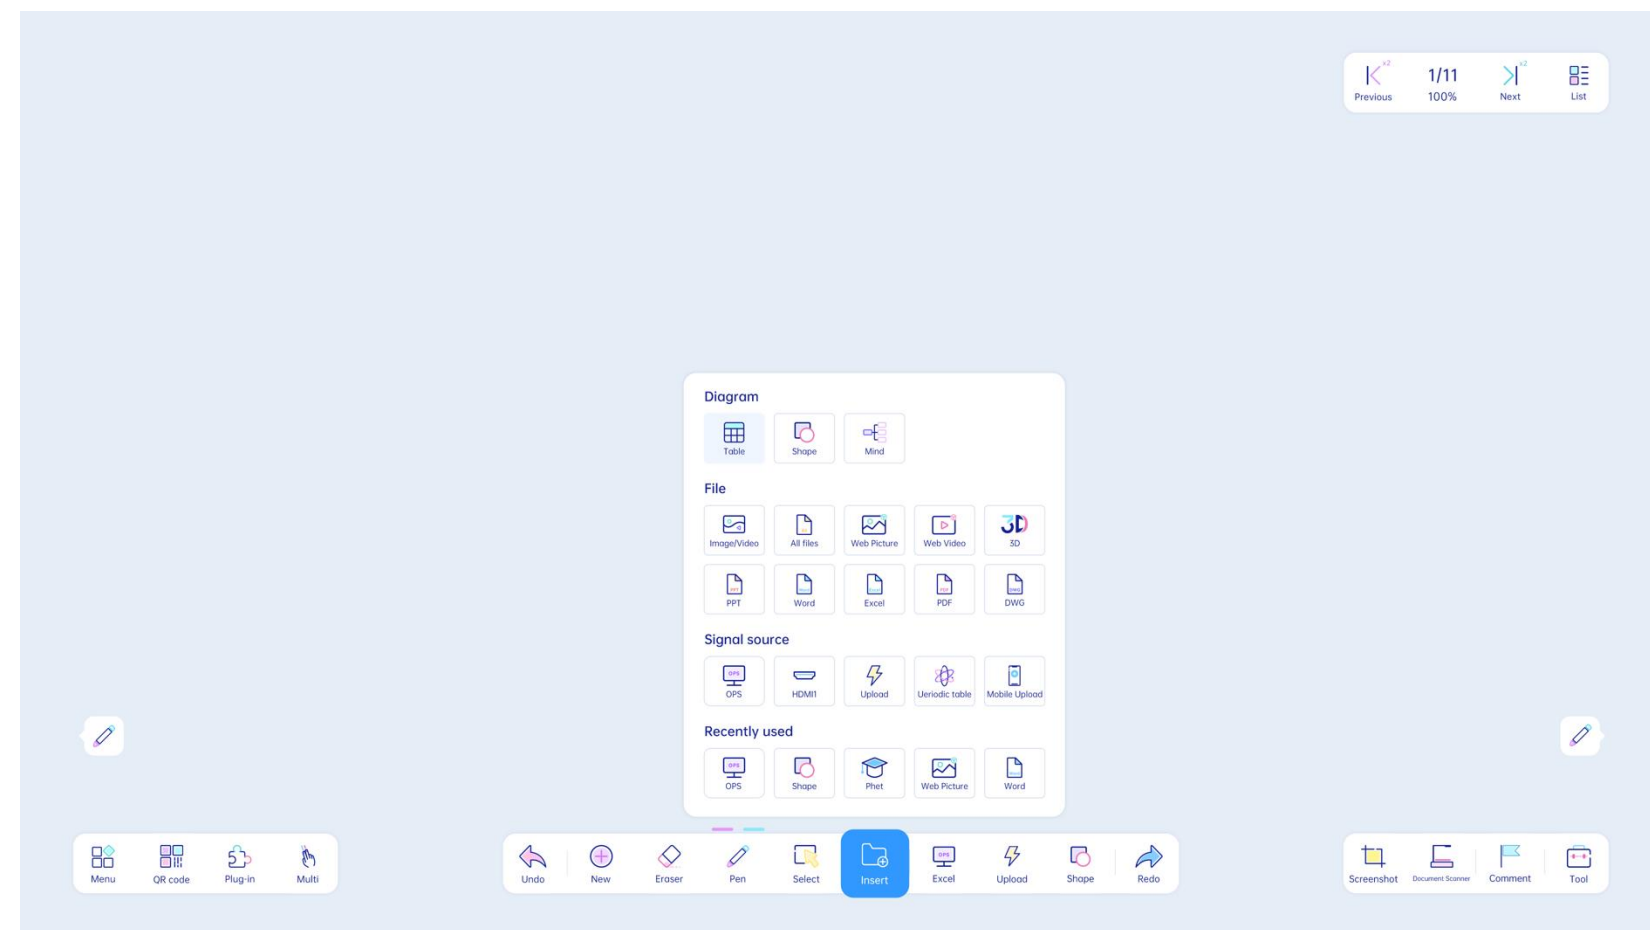 x2 x2
1/11
Previous 100% Next List
Diagram
Table Shape Mind
File
Image/Video All files Web Picture Web Video 3D
PPT Word Excel PDF DWG
Signal source
OPS HDMI1 Upload Ueriodic table Mobile Upload
Recently used
OPS Shape Phet Web Picture Word
Menu QR code Plug-in Multi
Undo New Eraser Pen Select Insert Excel Upload Shape Redo
Screenshot Document Scanner Comment Tool